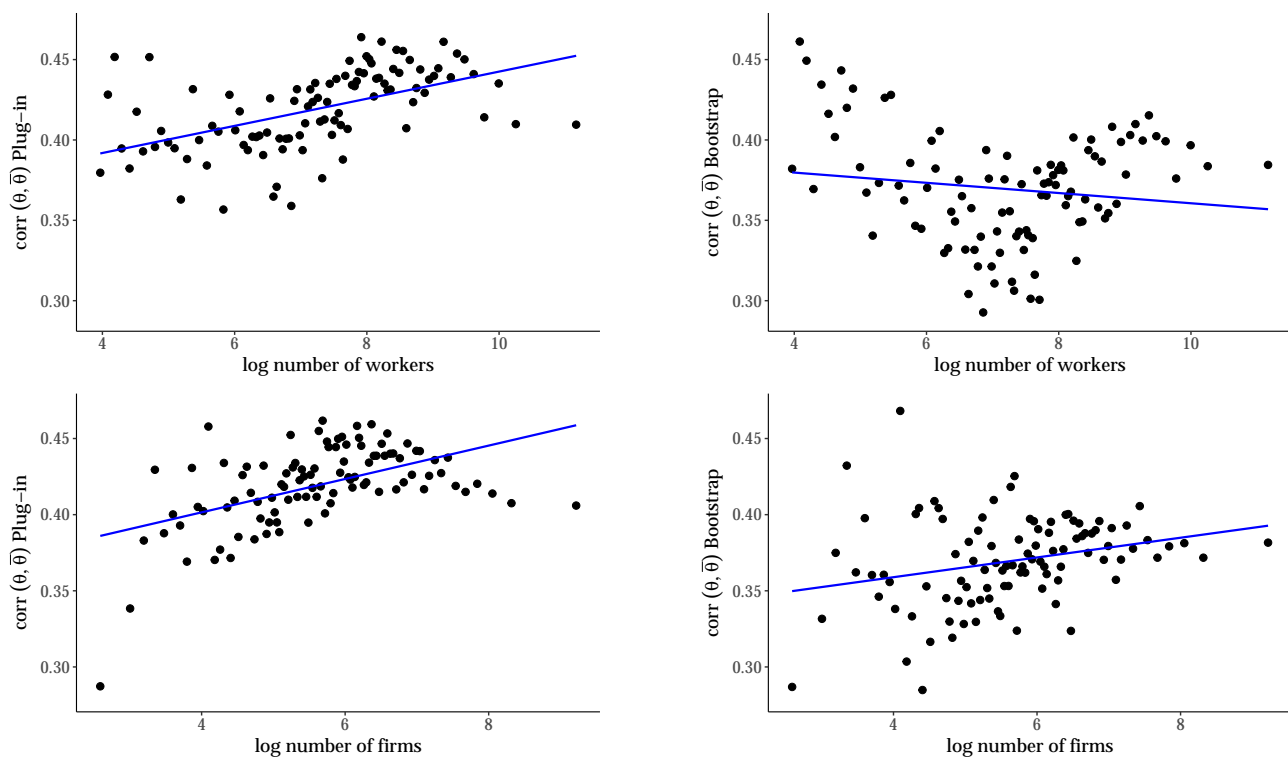 corr (θ, θ̅) Plug−in
0.45
0.40
0.35
0.30
4 6 8 10
log number of workers
corr (θ, θ̅) Bootstrap
0.45
0.40
0.35
0.30
4 6 8 10
log number of workers
corr (θ, θ̅) Plug−in
0.45
0.40
0.35
0.30
4 6 8
log number of firms
corr (θ, θ̅) Bootstrap
0.45
0.40
0.35
0.30
4 6 8
log number of firms